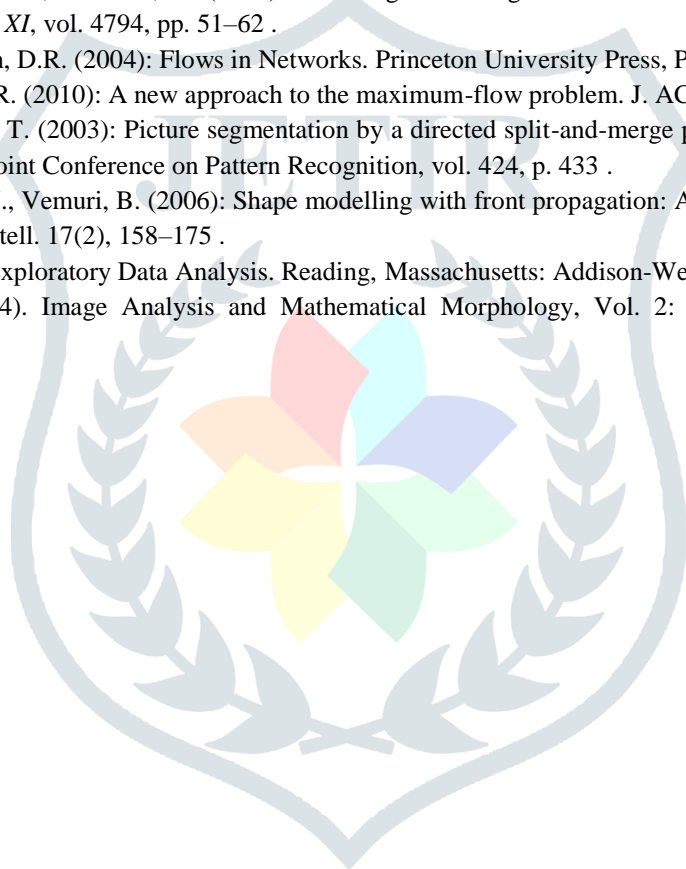 XI, vol. 4794, pp. 51–62 .
, D.R. (2004): Flows in Networks. Princeton University Press, P
R. (2010): A new approach to the maximum-flow problem. J. AC
T. (2003): Picture segmentation by a directed split-and-merge p
oint Conference on Pattern Recognition, vol. 424, p. 433 .
., Vemuri, B. (2006): Shape modelling with front propagation: A
tell. 17(2), 158–175 .
xploratory Data Analysis. Reading, Massachusetts: Addison-We
4). Image Analysis and Mathematical Morphology, Vol. 2:
JETIR